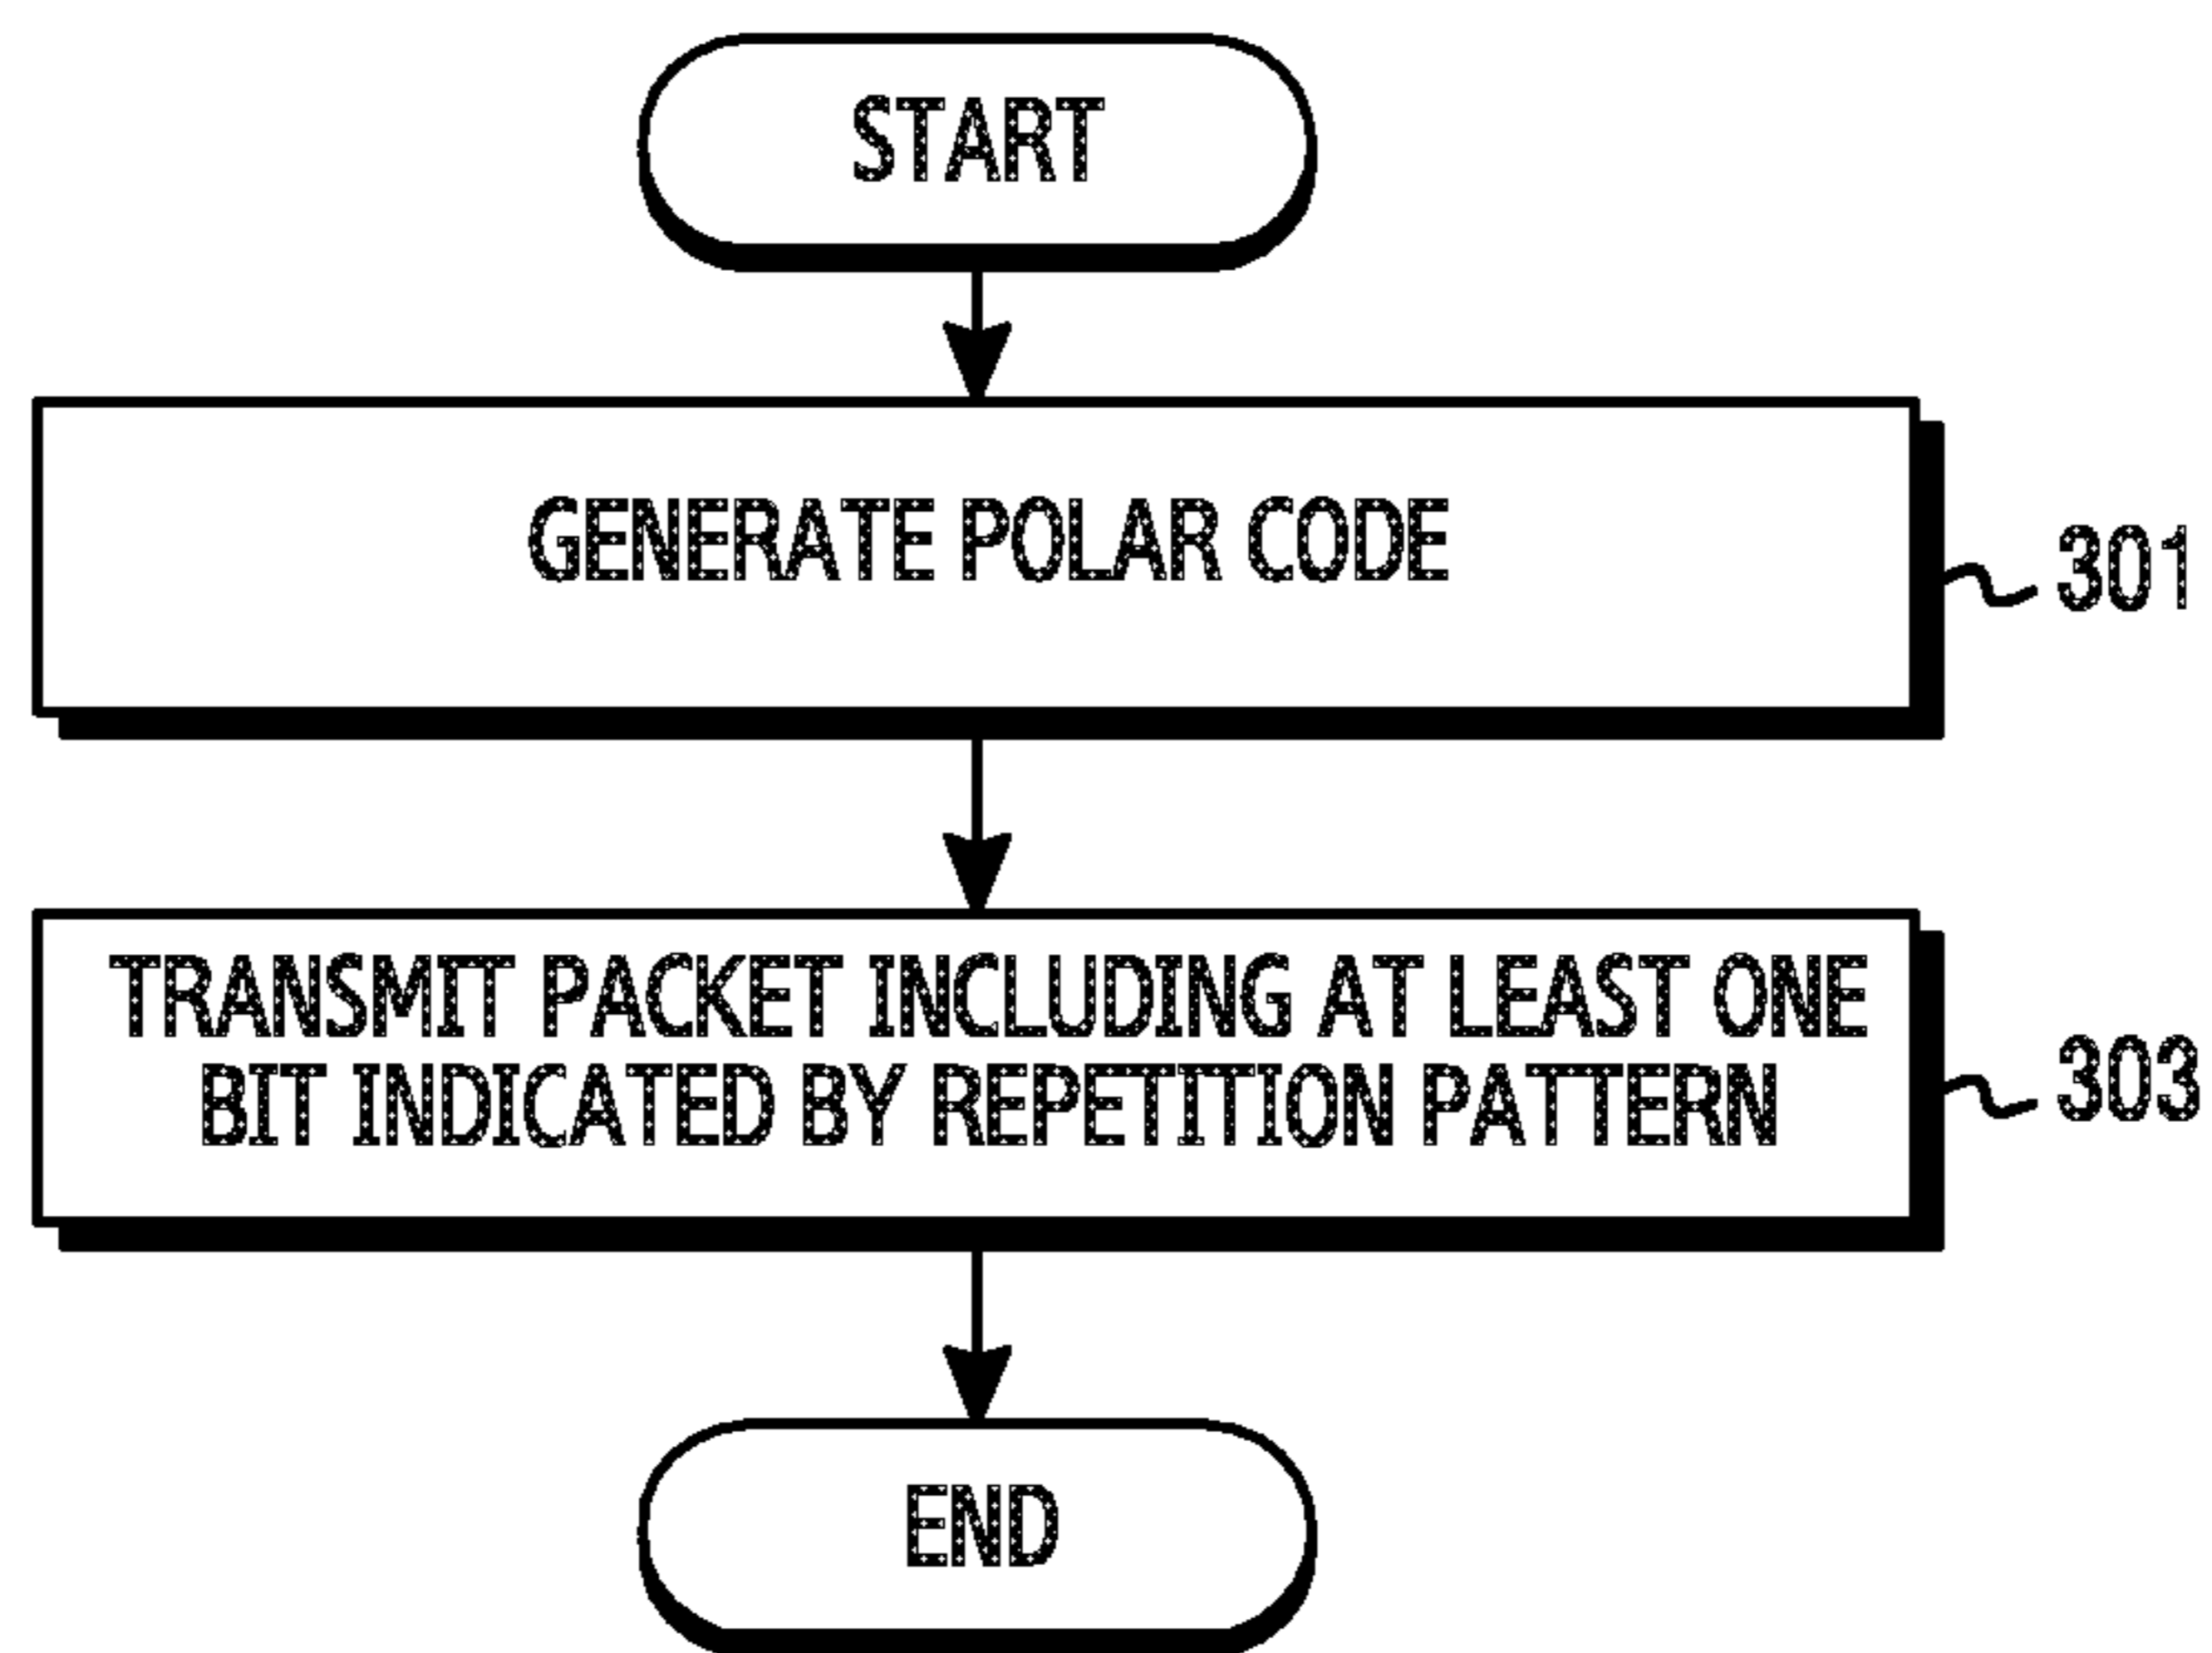 START
GENERATE POLAR CODE
301
TRANSMIT PACKET INCLUDING AT LEAST ONE
BIT INDICATED BY REPETITION PATTERN
303
END